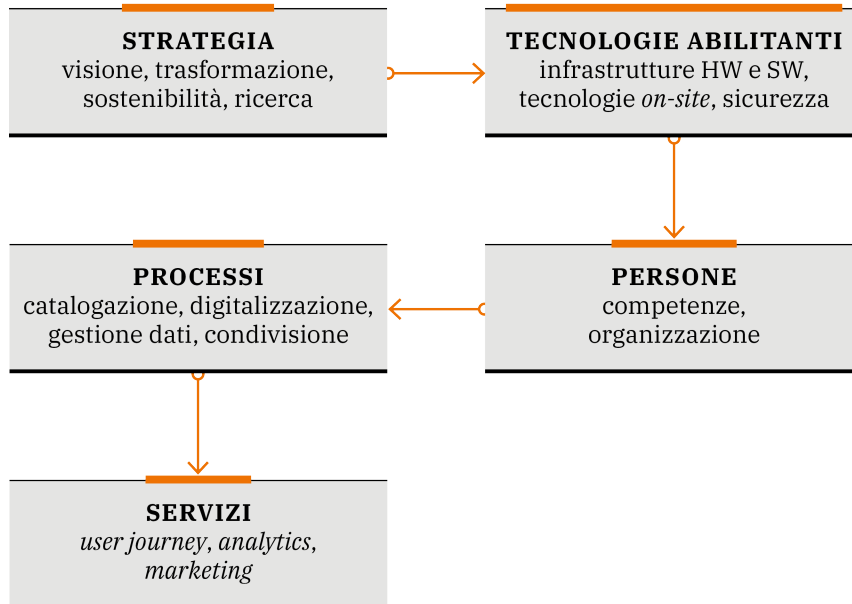 STRATEGIA
visione, trasformazione,
sostenibilità, ricerca
TECNOLOGIE ABILITANTI
infrastrutture HW e SW,
tecnologie on-site, sicurezza
PERSONE
competenze,
organizzazione
PROCESSI
catalogazione, digitalizzazione,
gestione dati, condivisione
SERVIZI
user journey, analytics,
marketing